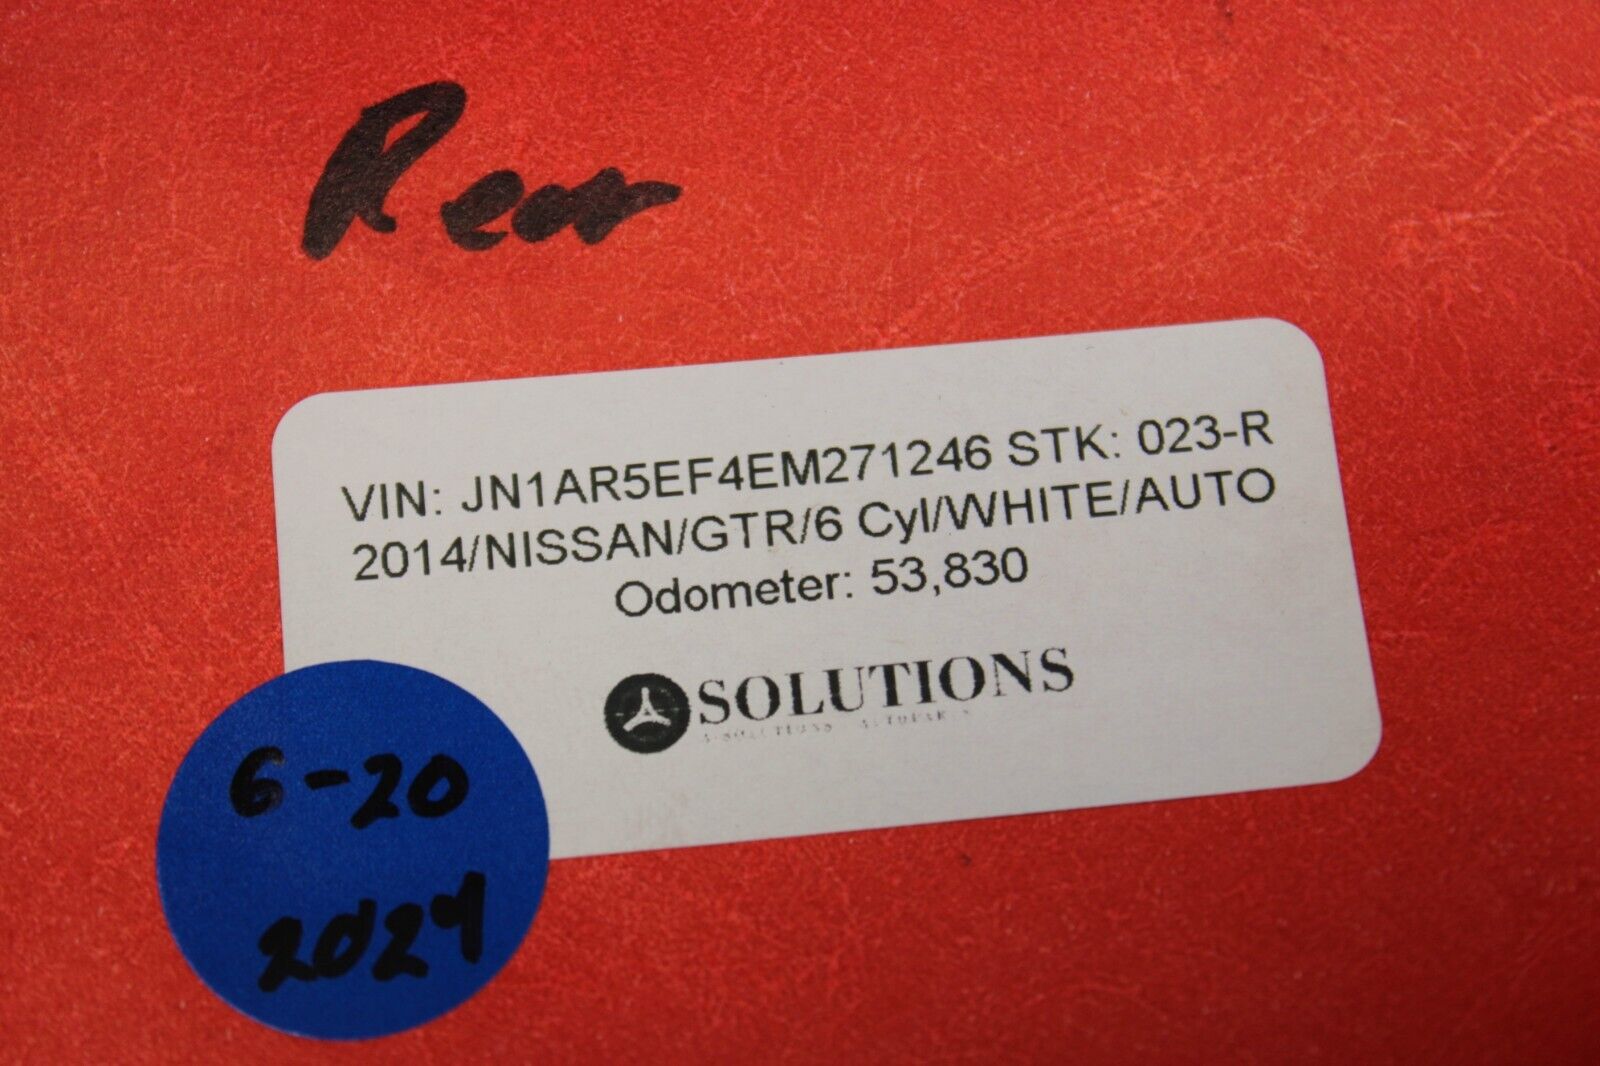 Rear
VIN: JN1AR5EF4EM271246 STK: 023-R
2014/NISSAN/GTR/6 Cyl/WHITE/AUTO
Odometer: 53,830
SOLUTIONS
6-20
2024